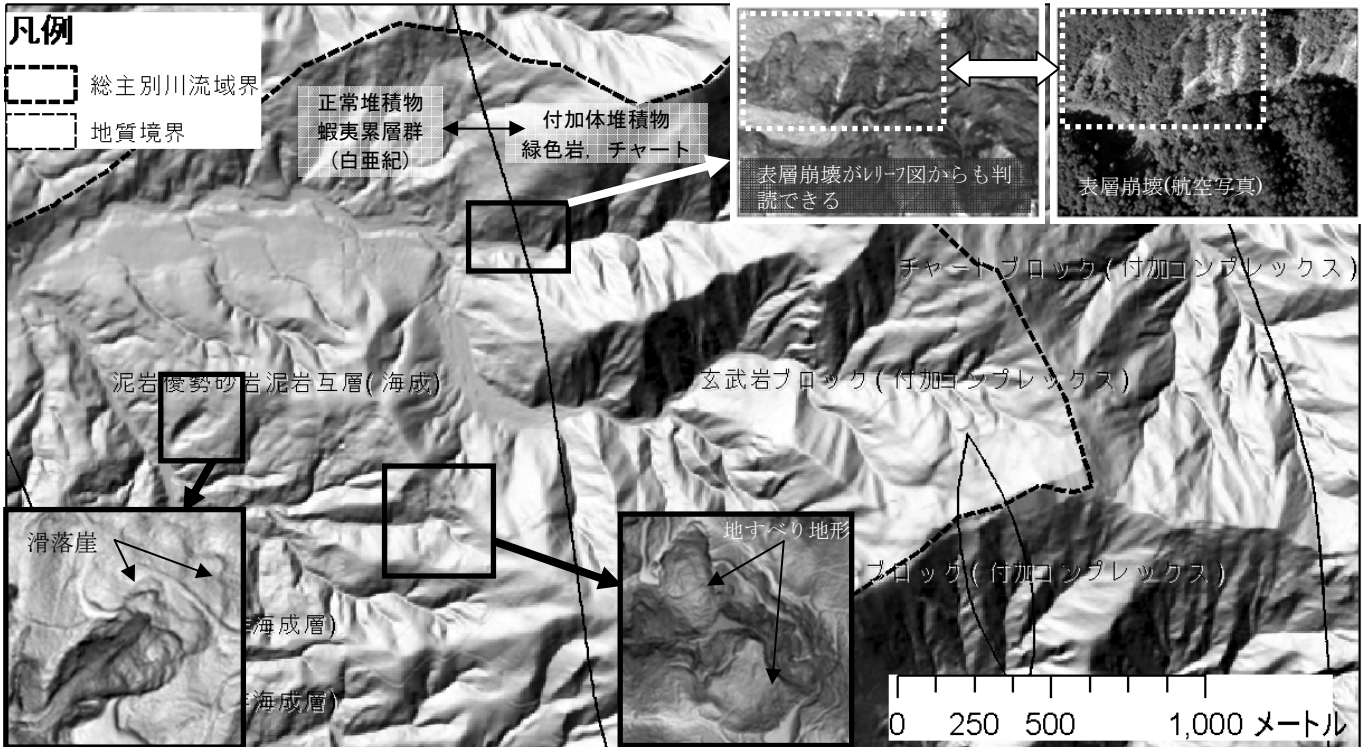 凡例
総主別川流域界
地質境界
正常堆積物
蝦夷累層群
(白亜紀)
付加体堆積物
緑色岩，チャート
表層崩壊がﾚﾘｰﾌ図からも判
読できる
表層崩壊(航空写真)
チャートブロック(付加コンプレックス)
泥岩優勢砂岩泥岩互層(海成)
玄武岩ブロック(付加コンプレックス)
滑落崖
地すべり地形
ブロック(付加コンプレックス)
海成層)
海成層)
0 250 500 1,000 メートル